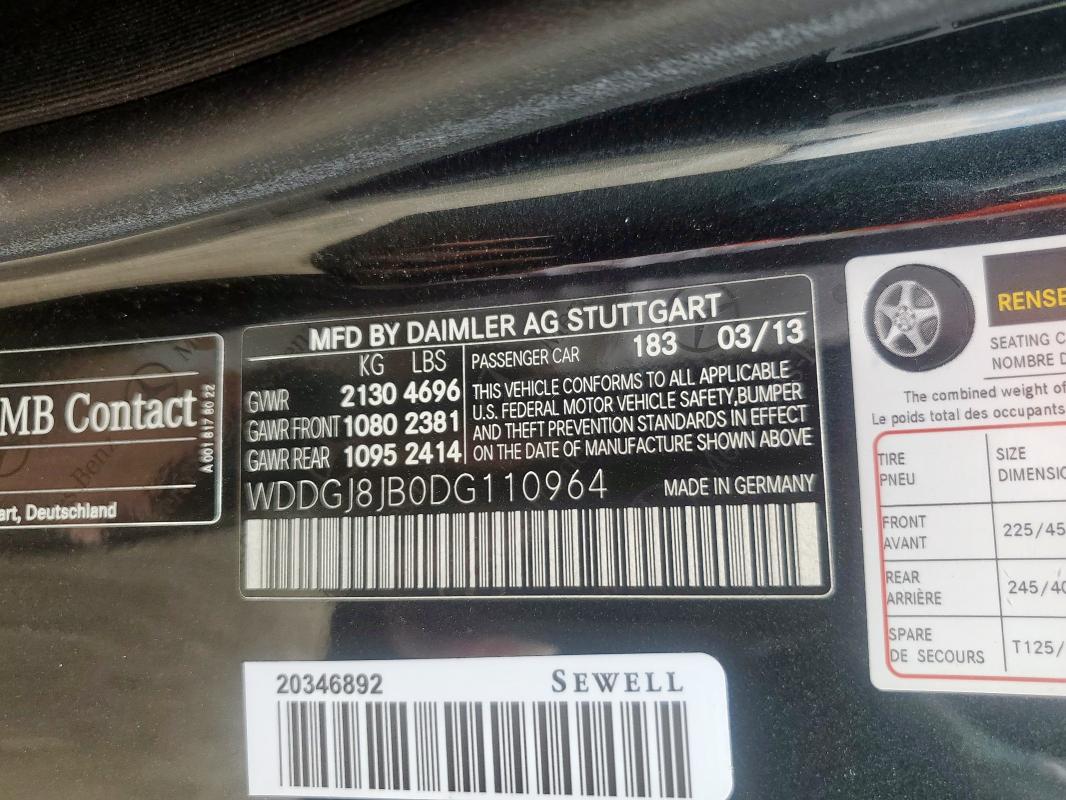 MFD BY DAIMLER AG STUTTGART
KG LBS
GVWR 2130 4696
GAWR FRONT 1080 2381
GAWR REAR 1095 2414
PASSENGER CAR 183 03/13
THIS VEHICLE CONFORMS TO ALL APPLICABLE
U.S. FEDERAL MOTOR VEHICLE SAFETY,BUMPER
AND THEFT PREVENTION STANDARDS IN EFFECT
ON THE DATE OF MANUFACTURE SHOWN ABOVE
WDDGJ8JB0DG110964 MADE IN GERMANY
MB Contact
A 001 817 80 22
art, Deutschland
20346892 SEWELL
RENSE
SEATING C
NOMBRE D
The combined weight of
Le poids total des occupants
TIRE SIZE
PNEU DIMENSIO
FRONT 225/45
AVANT
REAR 245/40
ARRIÈRE
SPARE T125/
DE SECOURS